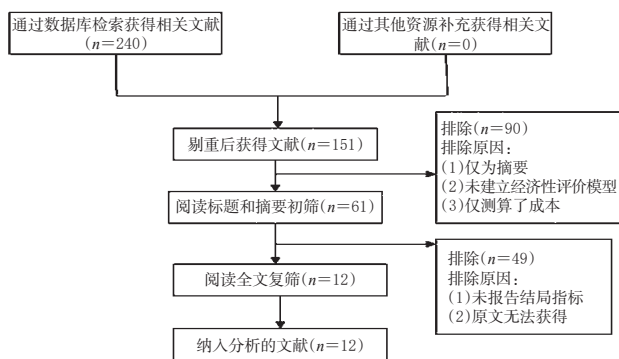 通过数据库检索获得相关文献
(n=240)
通过其他资源补充获得相关文
献(n=0)
剔重后获得文献(n=151)
排除(n=90)
排除原因:
(1)仅为摘要
(2)未建立经济性评价模型
(3)仅测算了成本
阅读标题和摘要初筛(n=61)
排除(n=49)
排除原因:
(1)未报告结局指标
(2)原文无法获得
阅读全文复筛(n=12)
纳入分析的文献(n=12)